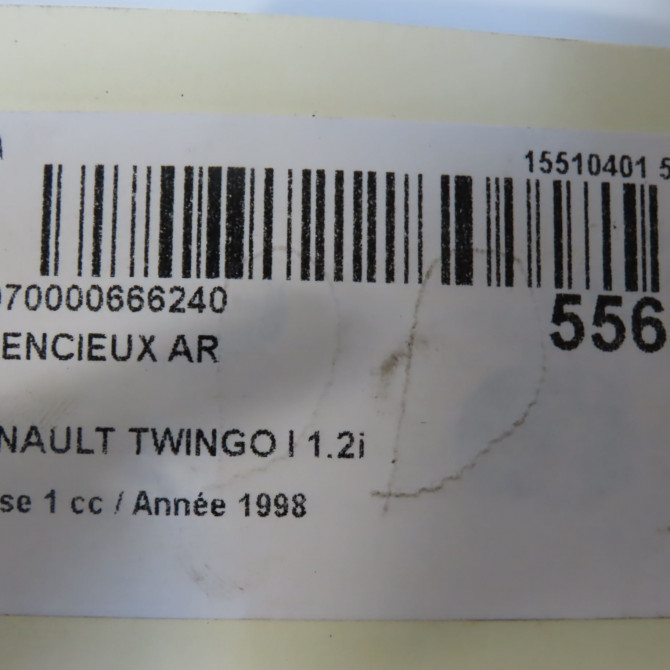 15510401 5
070000666240
556
ENCIEUX AR
NAULT TWINGO I 1.2i
se 1 cc / Année 1998